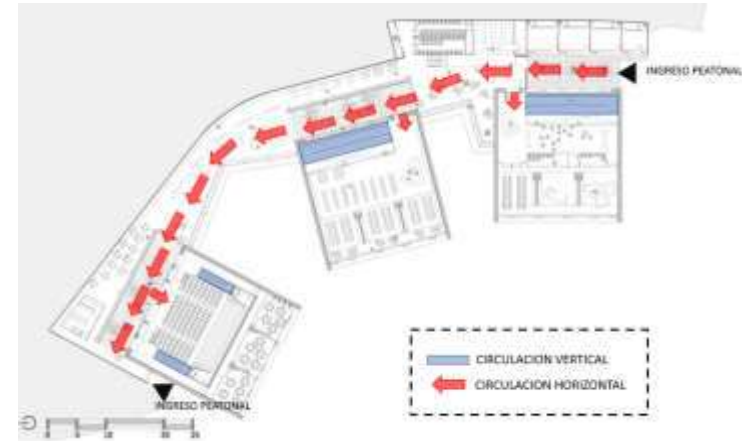 INGRESO PEATONAL
CIRCULACION VERTICAL
CIRCULACION HORIZONTAL
INGRESO PEATONAL